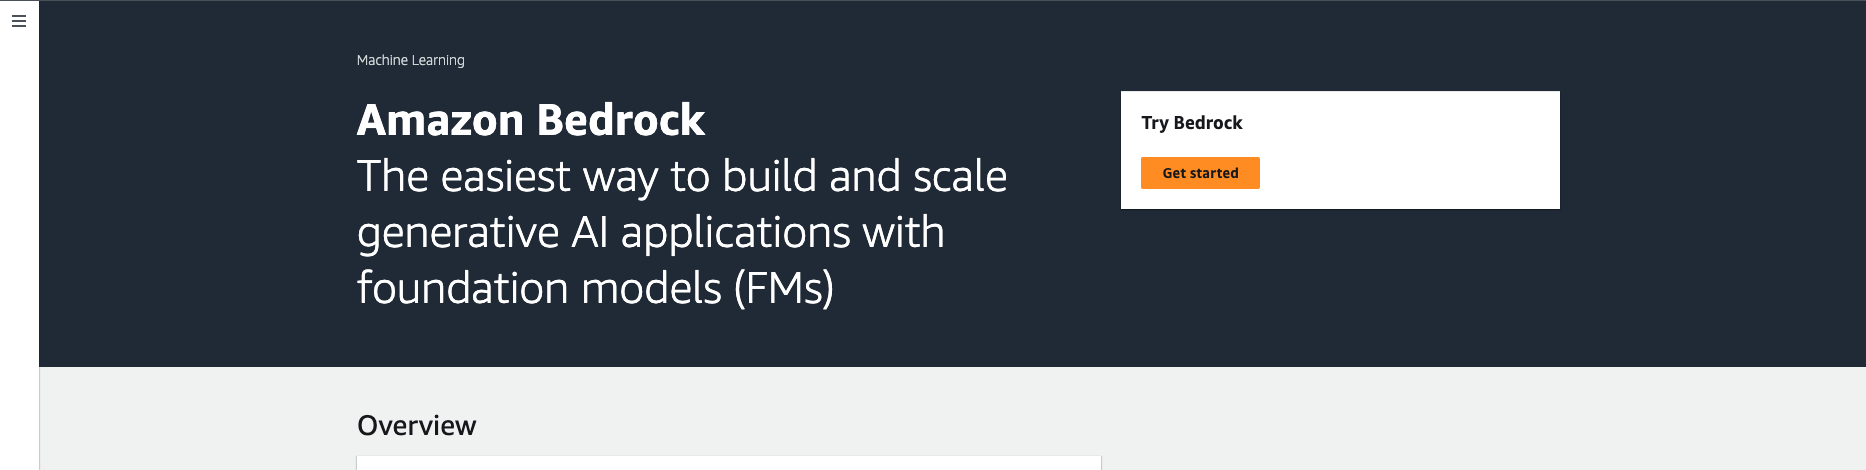 Machine Learning
Amazon Bedrock
The easiest way to build and scale
generative AI applications with
foundation models (FMs)
Try Bedrock
Get started
Overview